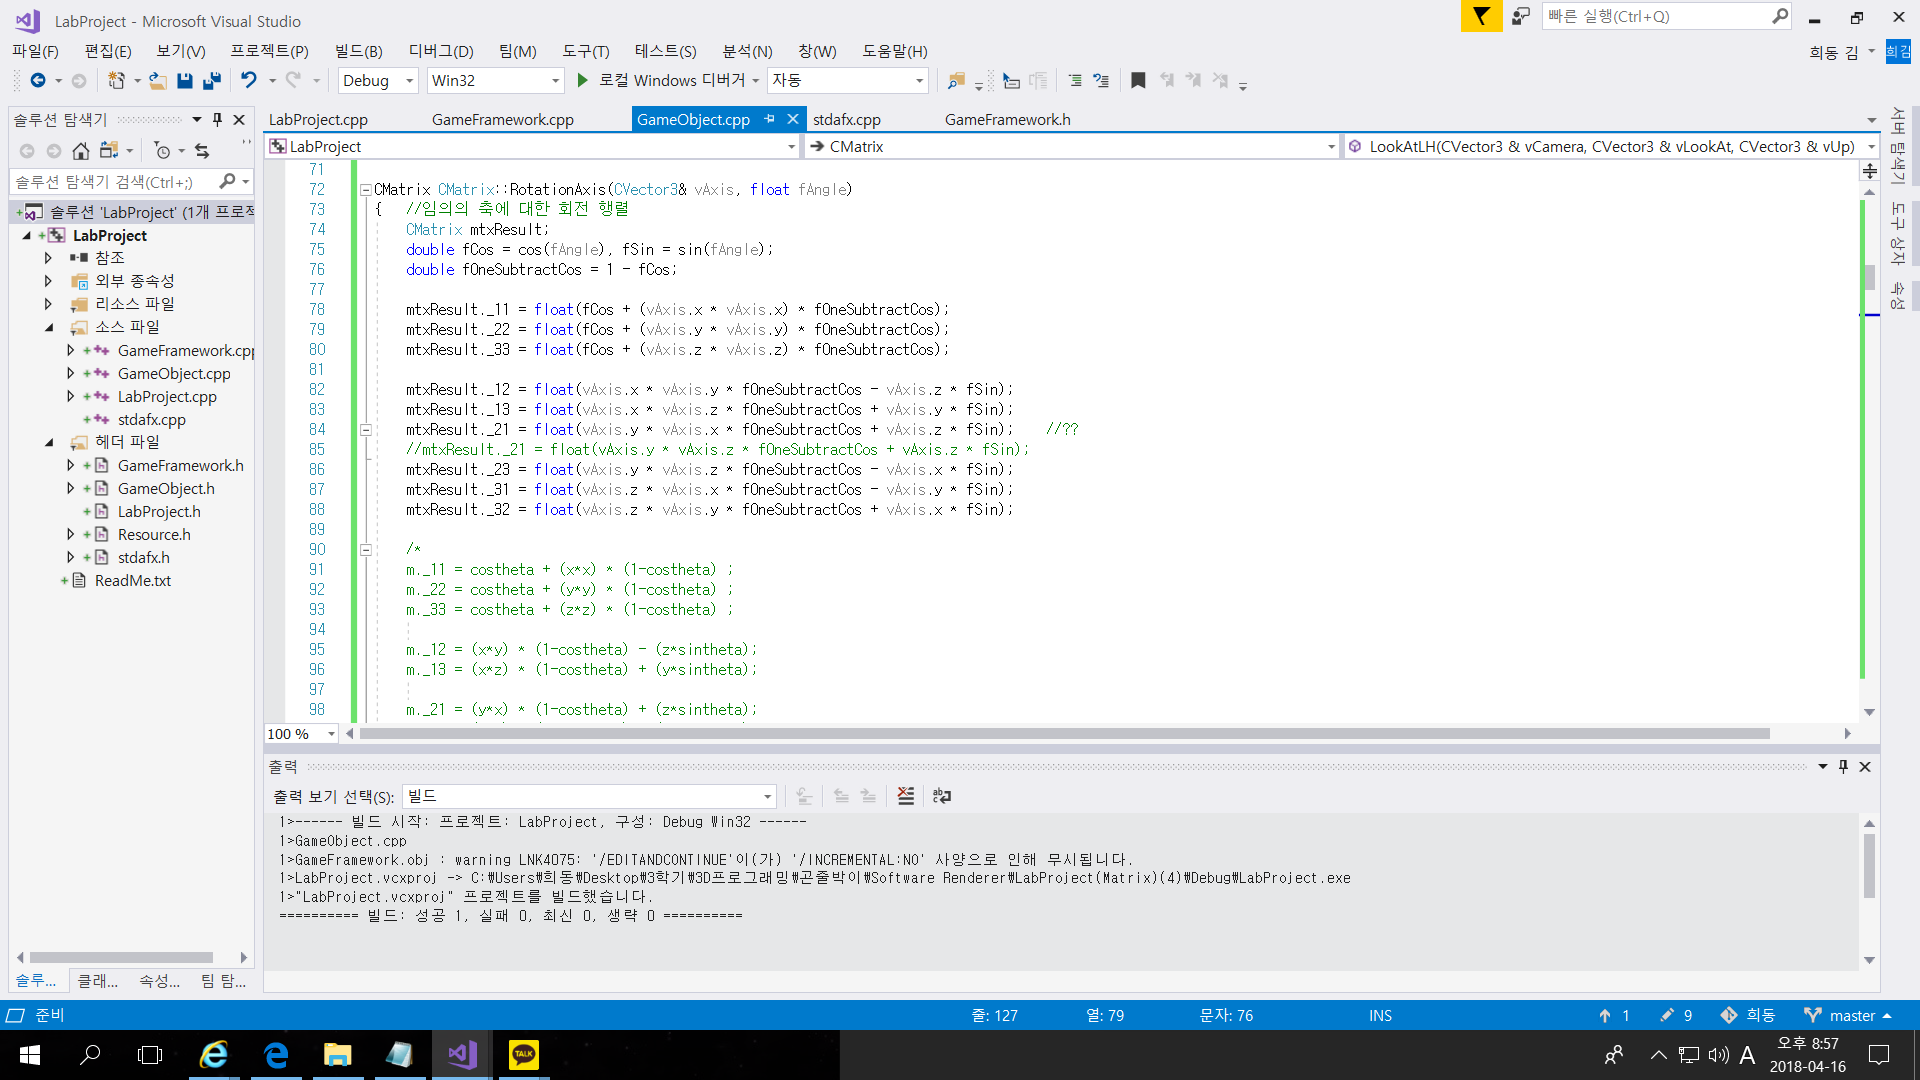 LabProject - Microsoft Visual Studio
빠른 실행(Ctrl+Q)
파일(F) 편집(E) 보기(V) 프로젝트(P) 빌드(B) 디버그(D) 팀(M) 도구(T) 테스트(S) 분석(N) 창(W) 도움말(H)
희동 김 희김
Debug Win32 로컬 Windows 디버거 자동
솔루션 탐색기
솔루션 탐색기 검색(Ctrl+;)
솔루션 'LabProject' (1개 프로젝
LabProject
참조
외부 종속성
리소스 파일
소스 파일
GameFramework.cpp
GameObject.cpp
LabProject.cpp
stdafx.cpp
헤더 파일
GameFramework.h
GameObject.h
LabProject.h
Resource.h
stdafx.h
ReadMe.txt
솔루... 클래... 속성... 팀 탐...
LabProject.cpp GameFramework.cpp GameObject.cpp stdafx.cpp GameFramework.h
LabProject CMatrix LookAtLH(CVector3 & vCamera, CVector3 & vLookAt, CVector3 & vUp)
71
72 CMatrix CMatrix::RotationAxis(CVector3& vAxis, float fAngle)
73 { //임의의 축에 대한 회전 행렬
74 CMatrix mtxResult;
75 double fCos = cos(fAngle), fSin = sin(fAngle);
76 double fOneSubtractCos = 1 - fCos;
77
78 mtxResult._11 = float(fCos + (vAxis.x * vAxis.x) * fOneSubtractCos);
79 mtxResult._22 = float(fCos + (vAxis.y * vAxis.y) * fOneSubtractCos);
80 mtxResult._33 = float(fCos + (vAxis.z * vAxis.z) * fOneSubtractCos);
81
82 mtxResult._12 = float(vAxis.x * vAxis.y * fOneSubtractCos - vAxis.z * fSin);
83 mtxResult._13 = float(vAxis.x * vAxis.z * fOneSubtractCos + vAxis.y * fSin);
84 mtxResult._21 = float(vAxis.y * vAxis.x * fOneSubtractCos + vAxis.z * fSin); //??
85 //mtxResult._21 = float(vAxis.y * vAxis.z * fOneSubtractCos + vAxis.z * fSin);
86 mtxResult._23 = float(vAxis.y * vAxis.z * fOneSubtractCos - vAxis.x * fSin);
87 mtxResult._31 = float(vAxis.z * vAxis.x * fOneSubtractCos - vAxis.y * fSin);
88 mtxResult._32 = float(vAxis.z * vAxis.y * fOneSubtractCos + vAxis.x * fSin);
89
90 /*
91 m._11 = costheta + (x*x) * (1-costheta) ;
92 m._22 = costheta + (y*y) * (1-costheta) ;
93 m._33 = costheta + (z*z) * (1-costheta) ;
94
95 m._12 = (x*y) * (1-costheta) - (z*sintheta);
96 m._13 = (x*z) * (1-costheta) + (y*sintheta);
97
98 m._21 = (y*x) * (1-costheta) + (z*sintheta);
100 %
서버 탐색기
도구 상자
속성
출력
출력 보기 선택(S): 빌드
1>------ 빌드 시작: 프로젝트: LabProject, 구성: Debug Win32 ------
1>GameObject.cpp
1>GameFramework.obj : warning LNK4075: '/EDITANDCONTINUE'이(가) '/INCREMENTAL:NO' 사양으로 인해 무시됩니다.
1>LabProject.vcxproj -> C:₩Users₩희동₩Desktop₩3학기₩3D프로그래밍₩곤줄박이₩Software Renderer₩LabProject(Matrix)(4)₩Debug₩LabProject.exe
1>"LabProject.vcxproj" 프로젝트를 빌드했습니다.
========== 빌드: 성공 1, 실패 0, 최신 0, 생략 0 ==========
준비 줄: 127 열: 79 문자: 76 INS 1 9 희동 master
TALK
A
오후 8:57
2018-04-16